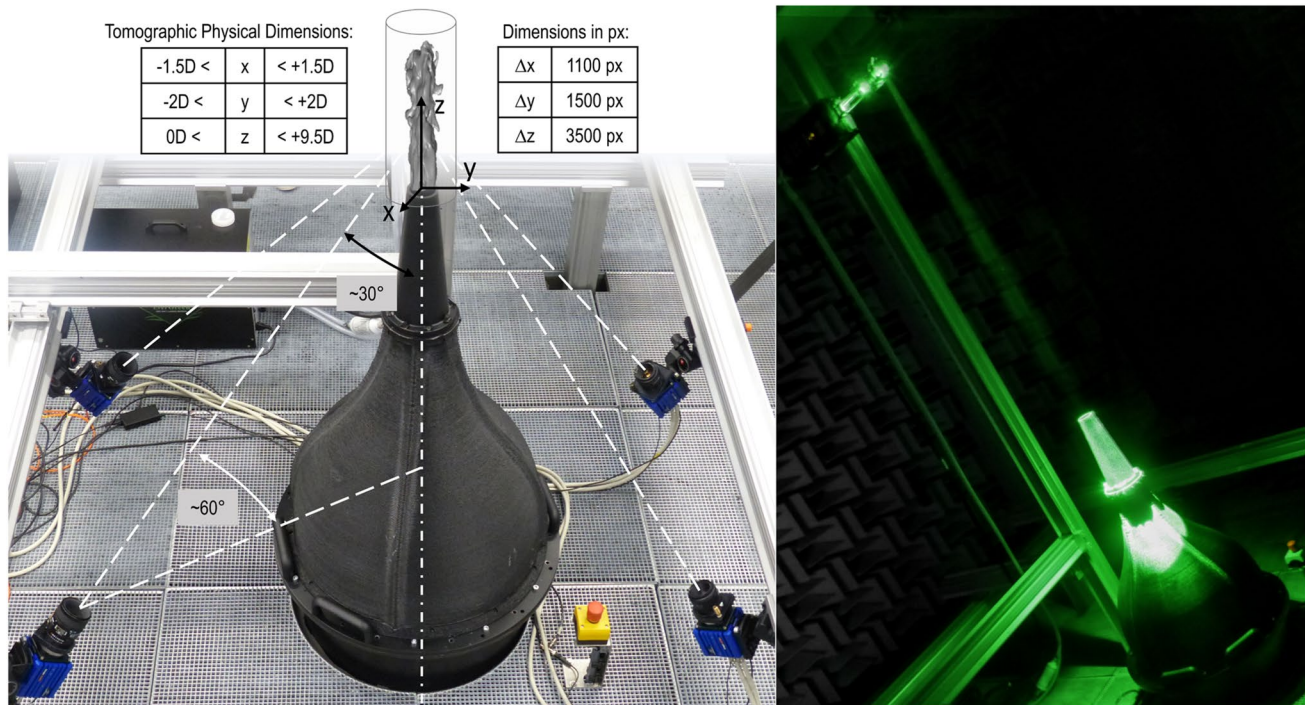 Tomographic Physical Dimensions:
-1.5D < x < +1.5D
-2D < y < +2D
0D < z < +9.5D
Dimensions in px:
Δx 1100 px
Δy 1500 px
Δz 3500 px
z
y
x
~30°
~60°